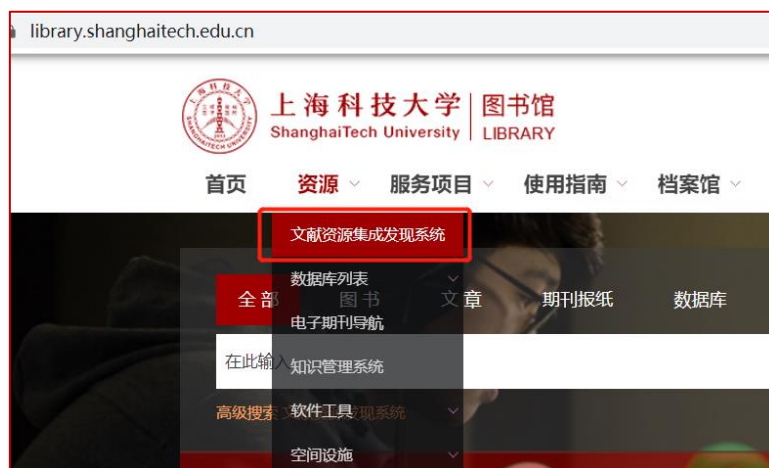 library.shanghaitech.edu.cn
上海科技大学 图书馆
ShanghaiTech University LIBRARY
首页 资源 服务项目 使用指南 档案馆
文献资源集成发现系统
数据库列表
全部 图书 文章 期刊报纸 数据库
电子期刊导航
在此输入
知识管理系统
高级搜索 发现系统
软件工具
空间设施